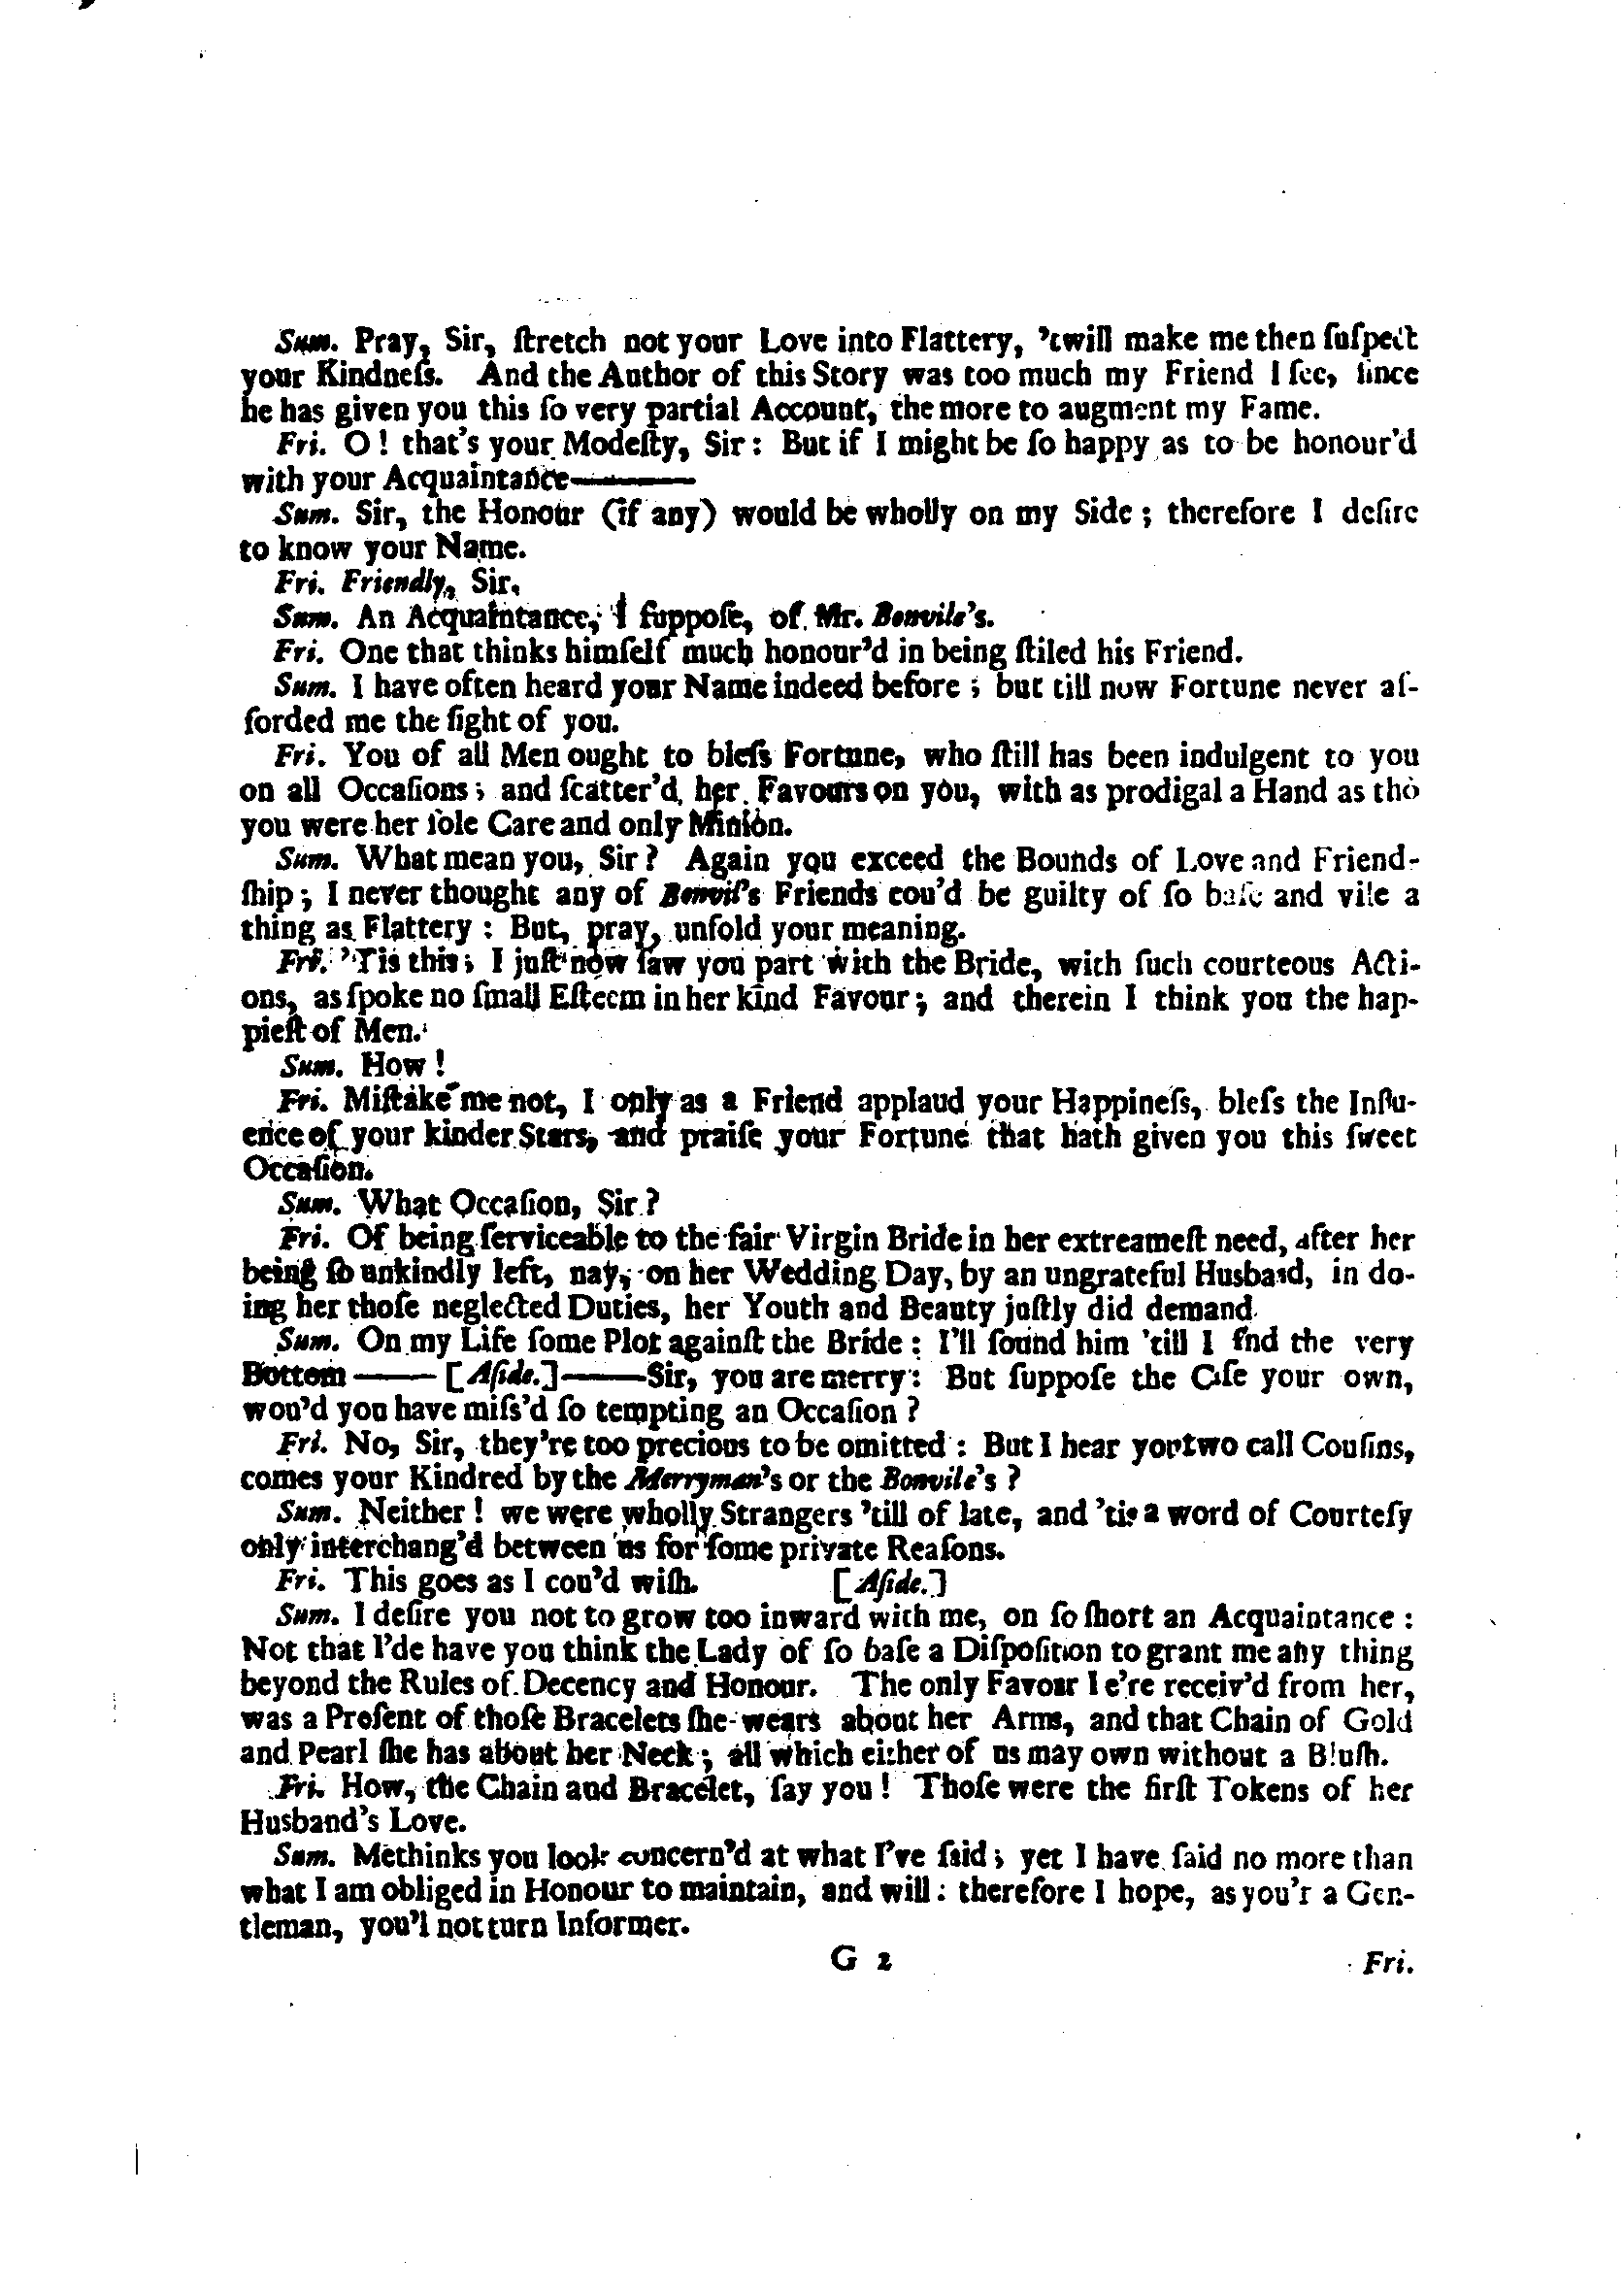 Sum. Pray, Sir, ſtretch not your Love into Flattery, 'twill make me then ſuſpect
your Kindneſs. And the Author of this Story was too much my Friend I ſee, ſince
he has given you this ſo very partial Account, the more to augment my Fame.
Fri. O ! that's your Modeſty, Sir : But if I might be ſo happy as to be honour'd
with your Acquaintance———
Sum. Sir, the Honour (if any) would be wholly on my Side ; therefore I deſire
to know your Name.
Fri. Friendly, Sir.
Sum. An Acquaintance, I ſuppoſe, of Mr. Bonvile's.
Fri. One that thinks himſelf much honour'd in being ſtiled his Friend.
Sum. I have often heard your Name indeed before ; but till now Fortune never af-
forded me the ſight of you.
Fri. You of all Men ought to bleſs Fortune, who ſtill has been indulgent to you
on all Occaſions ; and ſcatter'd her Favours on you, with as prodigal a Hand as tho
you were her ſole Care and only Minion.
Sum. What mean you, Sir ? Again you exceed the Bounds of Love and Friend-
ſhip ; I never thought any of Bonvil's Friends cou'd be guilty of ſo baſe and vile a
thing as Flattery : But, pray, unfold your meaning.
Fri. 'Tis this ; I juſt now ſaw you part with the Bride, with ſuch courteous Acti-
ons, as ſpoke no ſmall Eſteem in her kind Favour ; and therein I think you the hap-
pieſt of Men.
Sum. How !
Fri. Miſtake me not, I only as a Friend applaud your Happineſs, bleſs the Influ-
ence of your kinder Stars, and praiſe your Fortune that hath given you this ſweet
Occaſion.
Sum. What Occaſion, Sir ?
Fri. Of being ſerviceable to the fair Virgin Bride in her extreameſt need, after her
being ſo unkindly left, nay, on her Wedding Day, by an ungrateful Husband, in do-
ing her thoſe neglected Duties, her Youth and Beauty juſtly did demand.
Sum. On my Life ſome Plot againſt the Bride : I'll ſound him 'till I find the very
Bottom —— [Aſide.]——Sir, you are merry : But ſuppoſe the Caſe your own,
wou'd you have miſs'd ſo tempting an Occaſion ?
Fri. No, Sir, they're too precious to be omitted : But I hear you two call Couſins,
comes your Kindred by the Merryman's or the Bonvile's ?
Sum. Neither ! we were wholly Strangers 'till of late, and 'tis a word of Courteſy
only interchang'd between us for ſome private Reaſons.
Fri. This goes as I cou'd wiſh. [Aſide.]
Sum. I deſire you not to grow too inward with me, on ſo ſhort an Acquaintance :
Not that I'de have you think the Lady of ſo baſe a Diſpoſition to grant me any thing
beyond the Rules of Decency and Honour. The only Favour I e're receiv'd from her,
was a Preſent of thoſe Bracelets ſhe wears about her Arms, and that Chain of Gold
and Pearl ſhe has about her Neck ; all which either of us may own without a Bluſh.
Fri. How, the Chain and Bracelet, ſay you ! Thoſe were the firſt Tokens of her
Husband's Love.
Sum. Methinks you look concern'd at what I've ſaid ; yet I have ſaid no more than
what I am obliged in Honour to maintain, and will : therefore I hope, as you'r a Gen-
tleman, you'l not turn Informer.
G 2 Fri.